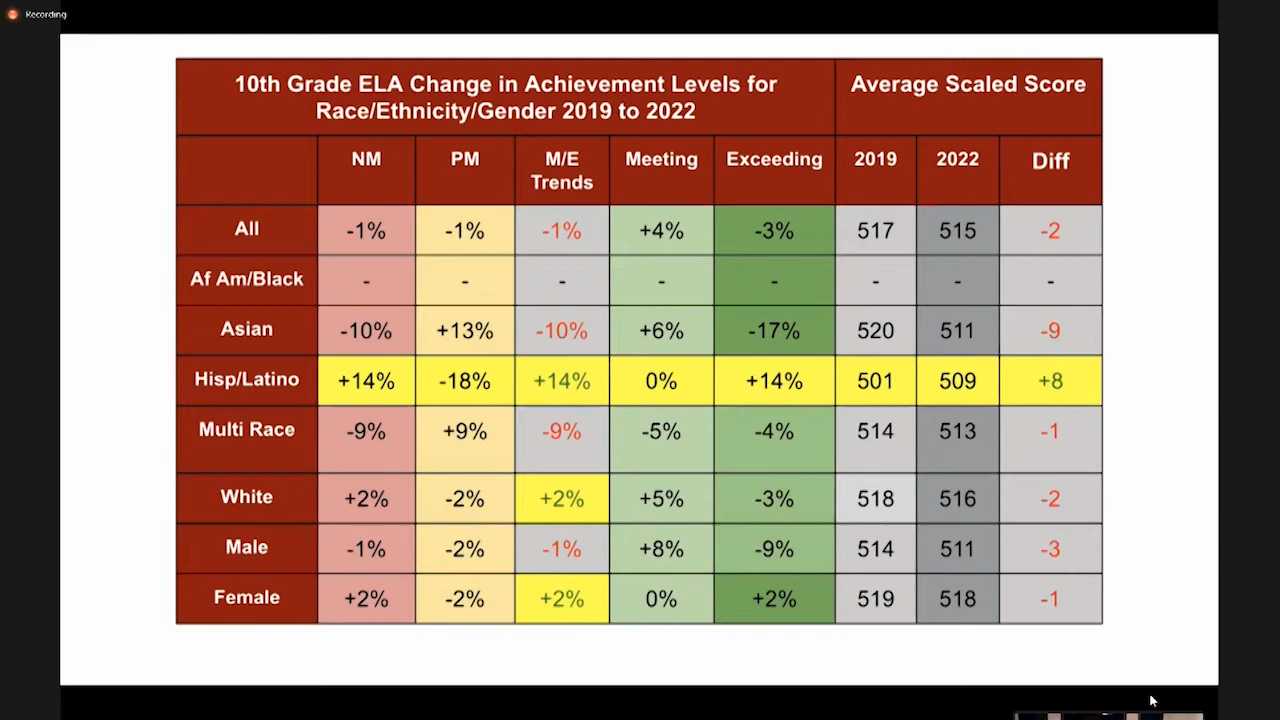 Recording
10th Grade ELA Change in Achievement Levels for
Race/Ethnicity/Gender 2019 to 2022
Average Scaled Score
NM PM M/E Trends Meeting Exceeding 2019 2022 Diff
All -1% -1% -1% +4% -3% 517 515 -2
Af Am/Black - - - - - - - -
Asian -10% +13% -10% +6% -17% 520 511 -9
Hisp/Latino +14% -18% +14% 0% +14% 501 509 +8
Multi Race -9% +9% -9% -5% -4% 514 513 -1
White +2% -2% +2% +5% -3% 518 516 -2
Male -1% -2% -1% +8% -9% 514 511 -3
Female +2% -2% +2% 0% +2% 519 518 -1